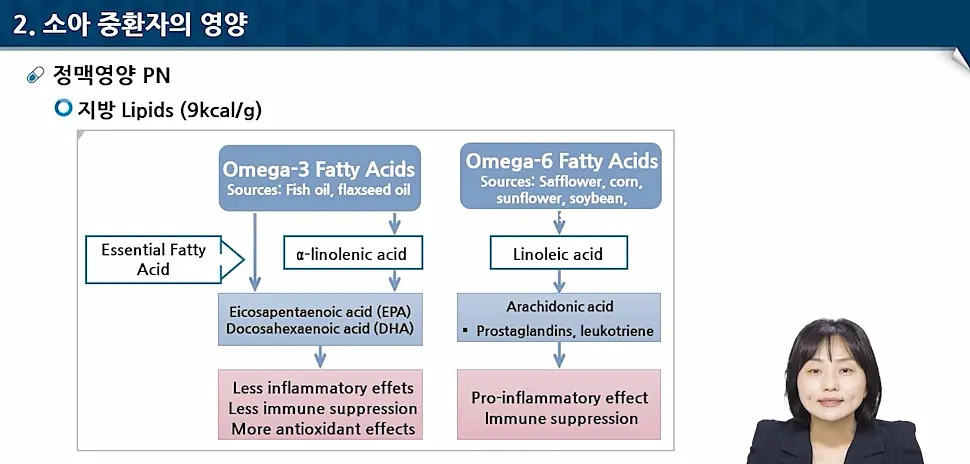 2. 소아 중환자의 영양
정맥영양 PN
지방 Lipids (9kcal/g)
Omega-3 Fatty Acids
Sources: Fish oil, flaxseed oil
Omega-6 Fatty Acids
Sources: Safflower, corn,
sunflower, soybean,
Essential Fatty
Acid
α-linolenic acid
Linoleic acid
Eicosapentaenoic acid (EPA)
Docosahexaenoic acid (DHA)
Arachidonic acid
▪ Prostaglandins, leukotriene
Less inflammatory effets
Less immune suppression
More antioxidant effects
Pro-inflammatory effect
Immune suppression